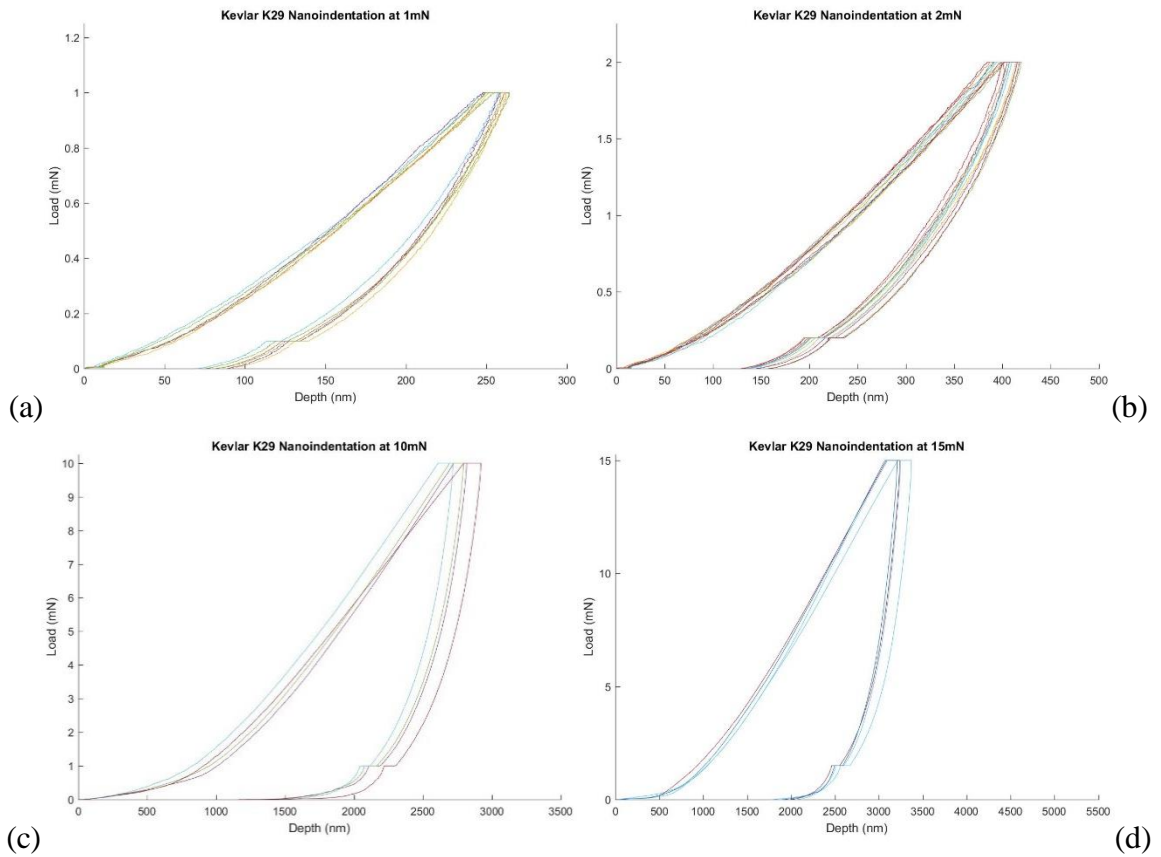 Kevlar K29 Nanoindentation at 1mN
1.2
1
0.8
0.6
0.4
0.2
0
Load (mN)
0 50 100 150 200 250 300
Depth (nm)
(a)
Kevlar K29 Nanoindentation at 2mN
2
1.5
1
0.5
0
Load (mN)
0 50 100 150 200 250 300 350 400 450 500
Depth (nm)
(b)
Kevlar K29 Nanoindentation at 10mN
10
9
8
7
6
5
4
3
2
1
0
Load (mN)
0 500 1000 1500 2000 2500 3000 3500
Depth (nm)
(c)
Kevlar K29 Nanoindentation at 15mN
15
10
5
0
Load (mN)
0 500 1000 1500 2000 2500 3000 3500 4000 4500 5000 5500
Depth (nm)
(d)